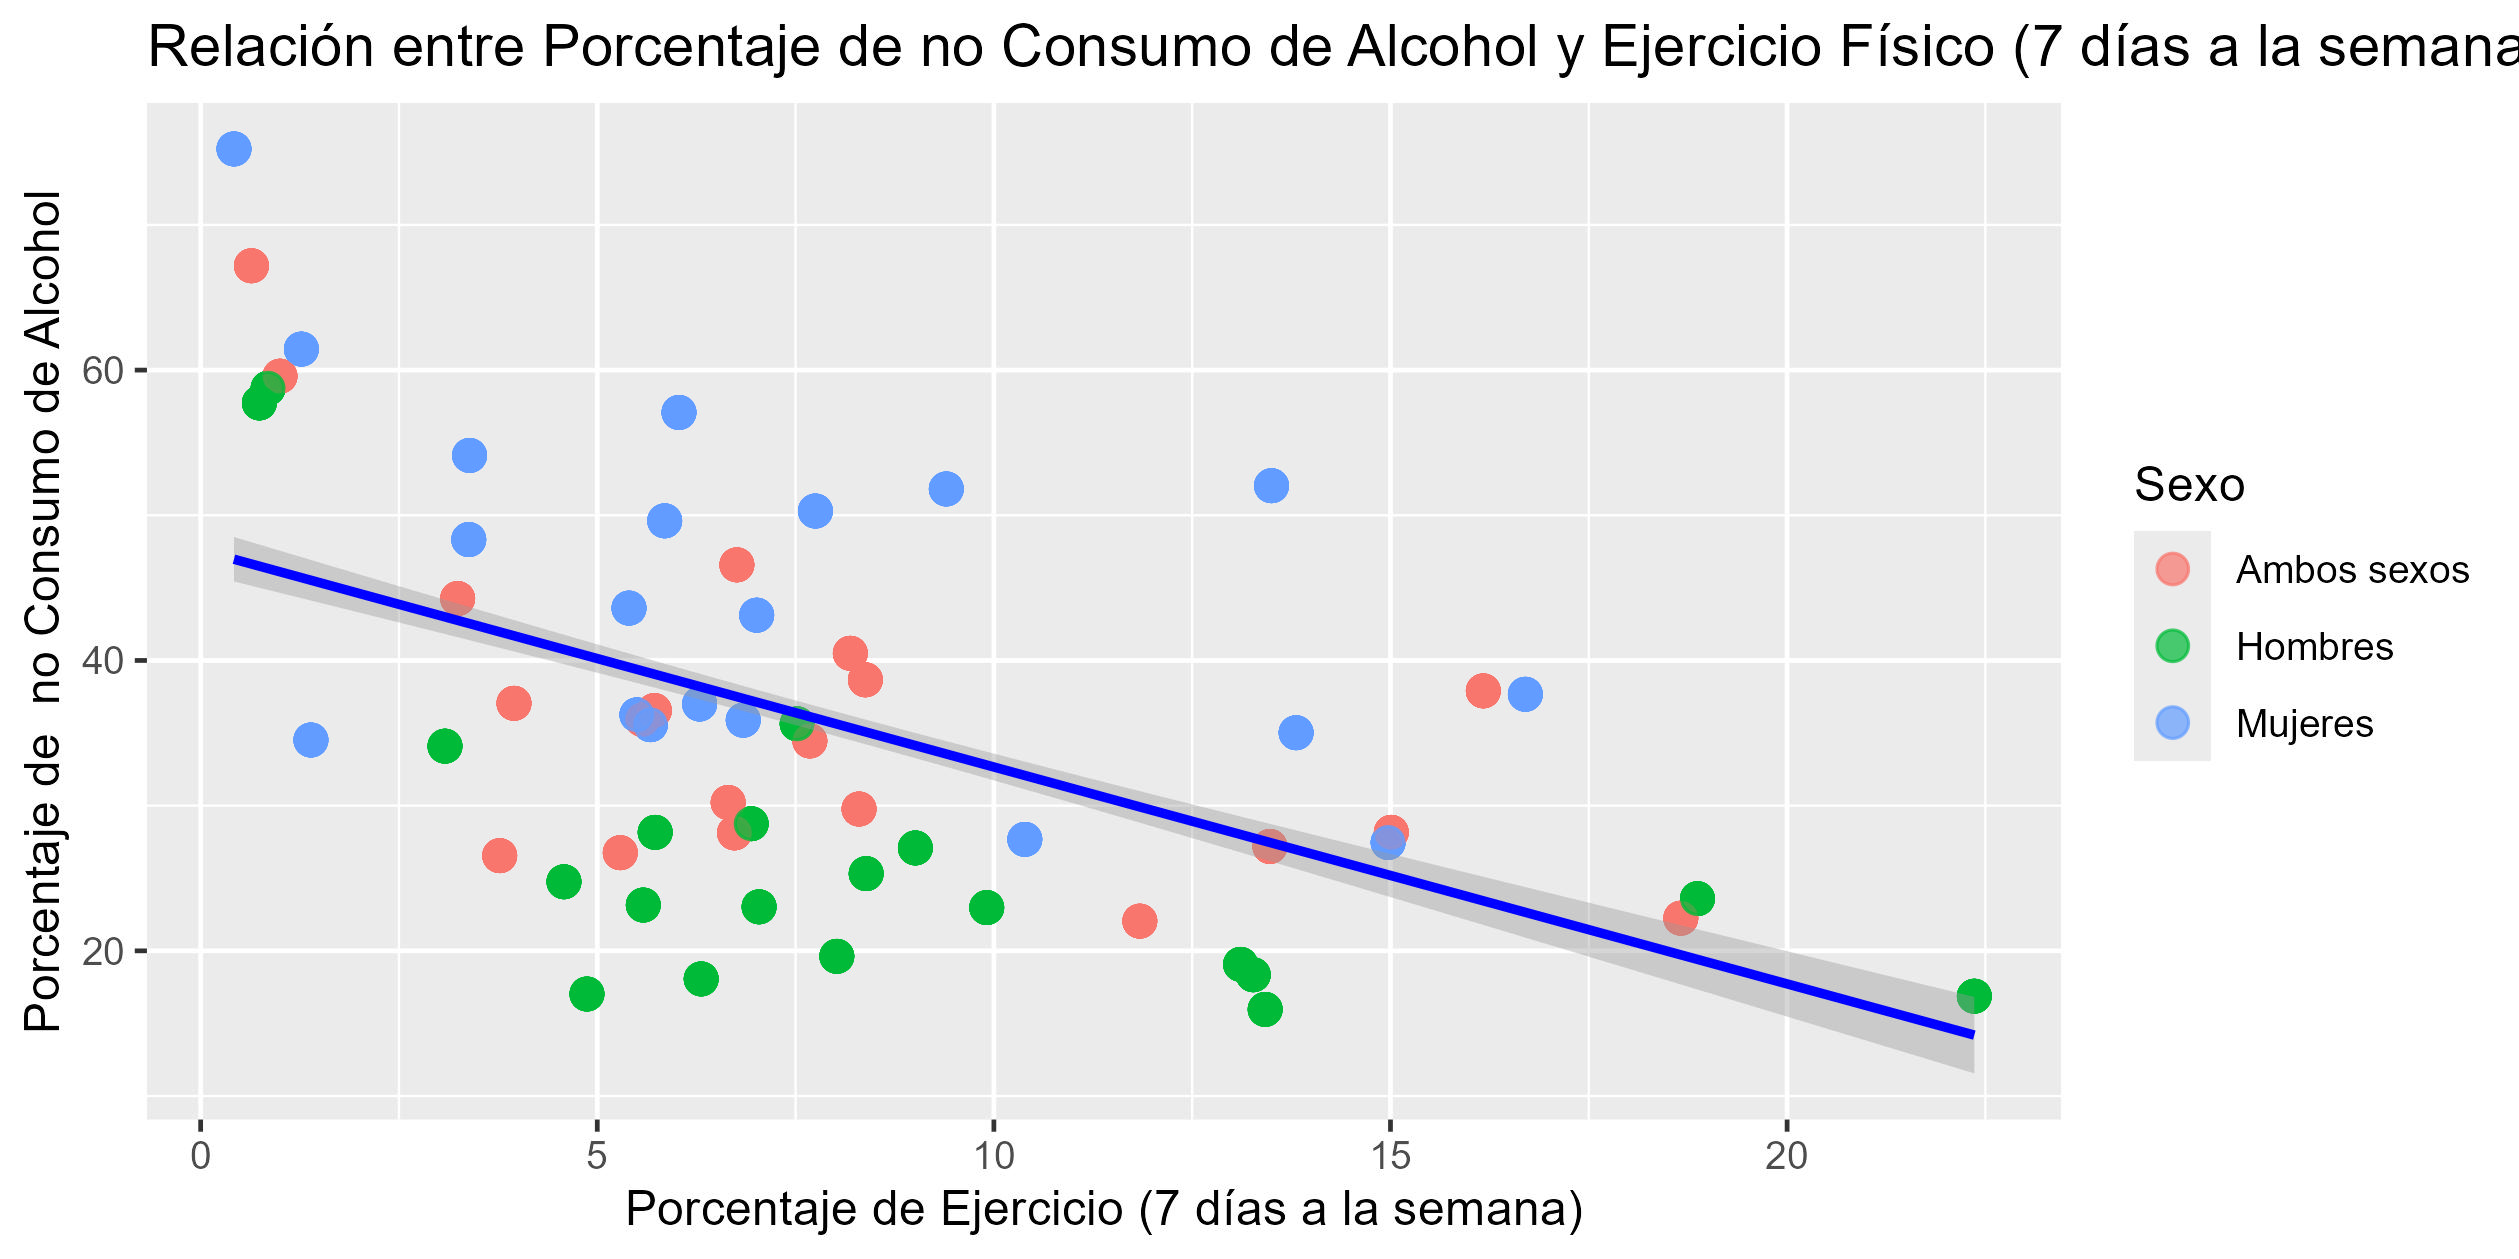 Relación entre Porcentaje de no Consumo de Alcohol y Ejercicio Físico (7 días a la semana
Porcentaje de  no Consumo de Alcohol
60
40
20
0
5
10
15
20
Porcentaje de Ejercicio (7 días a la semana)
Sexo
Ambos sexos
Hombres
Mujeres